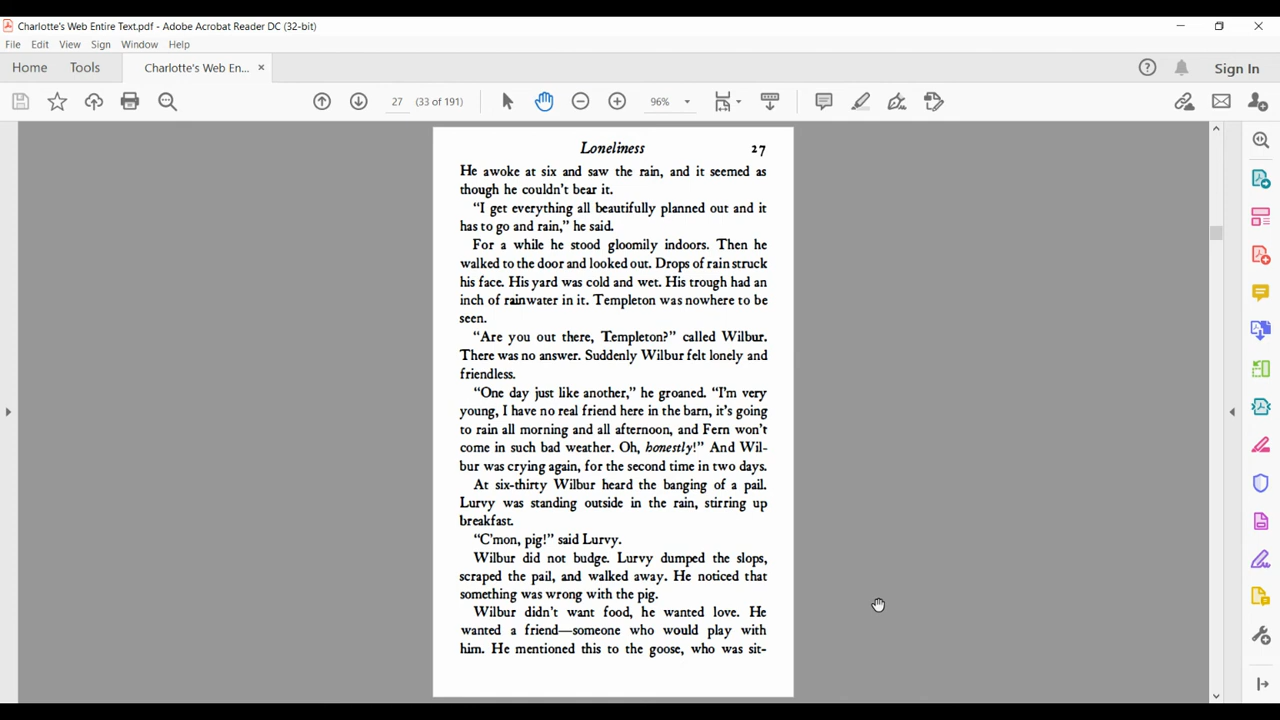 Charlotte's Web Entire Text.pdf - Adobe Acrobat Reader DC (32-bit)
File Edit View Sign Window Help
Home Tools Charlotte's Web En... × Sign In
27 (33 of 191) 96%
Loneliness 27
He awoke at six and saw the rain, and it seemed as
though he couldn't bear it.
"I get everything all beautifully planned out and it
has to go and rain," he said.
For a while he stood gloomily indoors. Then he
walked to the door and looked out. Drops of rain struck
his face. His yard was cold and wet. His trough had an
inch of rainwater in it. Templeton was nowhere to be
seen.
"Are you out there, Templeton?" called Wilbur.
There was no answer. Suddenly Wilbur felt lonely and
friendless.
"One day just like another," he groaned. "I'm very
young, I have no real friend here in the barn, it's going
to rain all morning and all afternoon, and Fern won't
come in such bad weather. Oh, honestly!" And Wil-
bur was crying again, for the second time in two days.
At six-thirty Wilbur heard the banging of a pail.
Lurvy was standing outside in the rain, stirring up
breakfast.
"C'mon, pig!" said Lurvy.
Wilbur did not budge. Lurvy dumped the slops,
scraped the pail, and walked away. He noticed that
something was wrong with the pig.
Wilbur didn't want food, he wanted love. He
wanted a friend—someone who would play with
him. He mentioned this to the goose, who was sit-